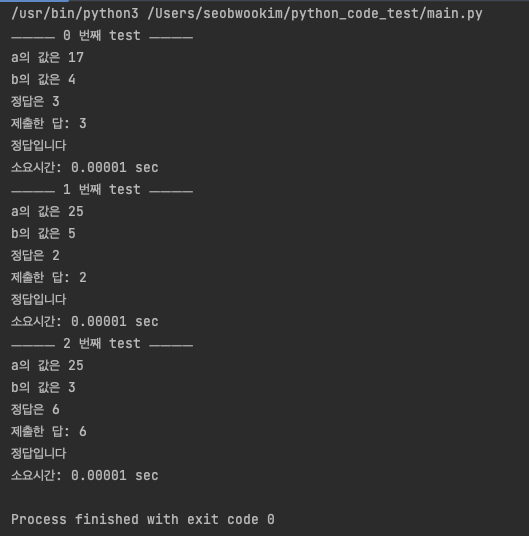 /usr/bin/python3 /Users/seobwookim/python_code_test/main.py
————— 0 번째 test —————
a의 값은 17
b의 값은 4
정답은 3
제출한 답: 3
정답입니다
소요시간: 0.00001 sec
————— 1 번째 test —————
a의 값은 25
b의 값은 5
정답은 2
제출한 답: 2
정답입니다
소요시간: 0.00001 sec
————— 2 번째 test —————
a의 값은 25
b의 값은 3
정답은 6
제출한 답: 6
정답입니다
소요시간: 0.00001 sec
Process finished with exit code 0